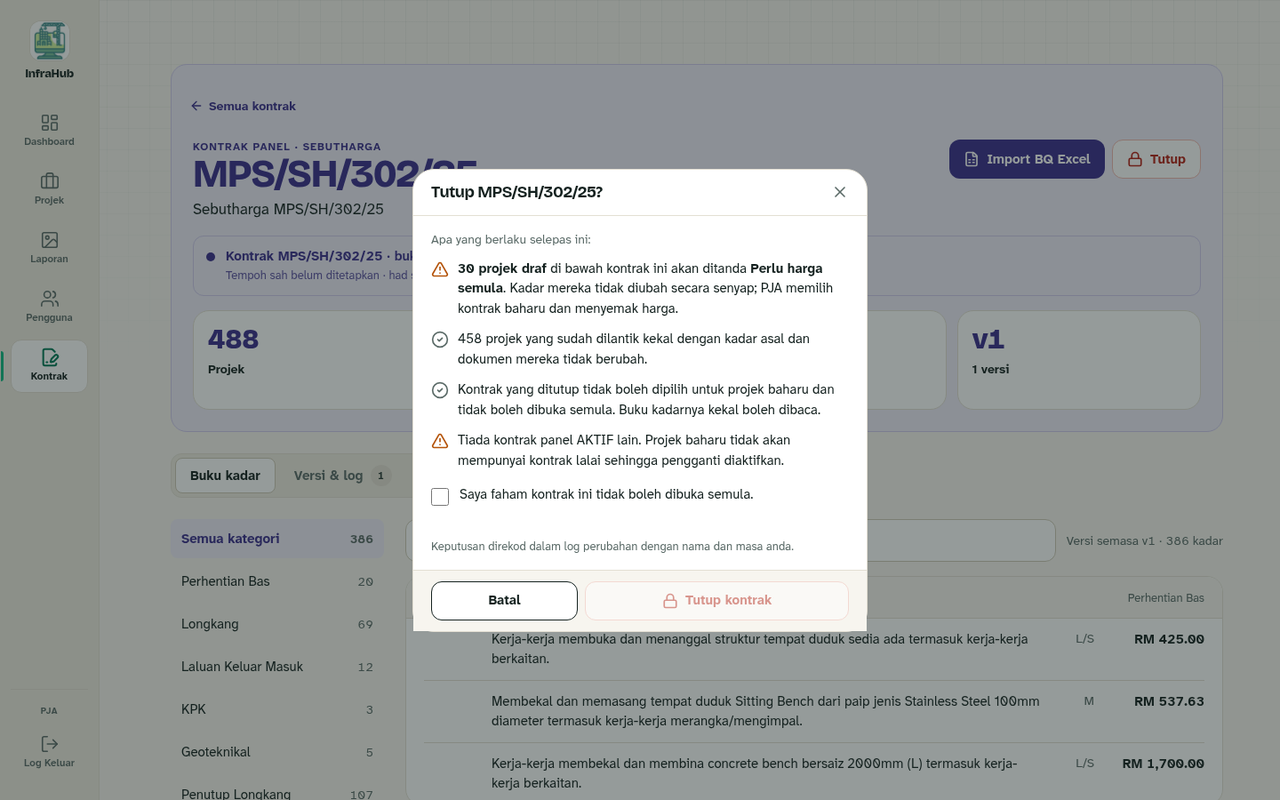 InfraHub
Dashboard
Projek
Laporan
Pengguna
Kontrak
PJA
Log Keluar
Semua kontrak
KONTRAK PANEL · SEBUTHARGA
MPS/SH/302/25
Sebutharga MPS/SH/302/25
Import BQ Excel
Tutup
Kontrak MPS/SH/302/25 ·
Tempoh sah belum ditetapkan · had
488
Projek
v1
1 versi
Buku kadar
Versi & log 1
Semua kategori 386
Perhentian Bas 20
Longkang 69
Laluan Keluar Masuk 12
KPK 3
Geoteknikal 5
Penutup Longkang 107
Versi semasa v1 · 386 kadar
Perhentian Bas
Kerja-kerja membuka dan menanggal struktur tempat duduk sedia ada termasuk kerja-kerja
berkaitan.
L/S RM 425.00
Membekal dan memasang tempat duduk Sitting Bench dari paip jenis Stainless Steel 100mm
diameter termasuk kerja-kerja merangka/mengimpal.
M RM 537.63
Kerja-kerja membekal dan membina concrete bench bersaiz 2000mm (L) termasuk kerja-
kerja berkaitan.
L/S RM 1,700.00
Tutup MPS/SH/302/25?
Apa yang berlaku selepas ini:
30 projek draf di bawah kontrak ini akan ditanda Perlu harga
semula. Kadar mereka tidak diubah secara senyap; PJA memilih
kontrak baharu dan menyemak harga.
458 projek yang sudah dilantik kekal dengan kadar asal dan
dokumen mereka tidak berubah.
Kontrak yang ditutup tidak boleh dipilih untuk projek baharu dan
tidak boleh dibuka semula. Buku kadarnya kekal boleh dibaca.
Tiada kontrak panel AKTIF lain. Projek baharu tidak akan
mempunyai kontrak lalai sehingga pengganti diaktifkan.
Saya faham kontrak ini tidak boleh dibuka semula.
Keputusan direkod dalam log perubahan dengan nama dan masa anda.
Batal
Tutup kontrak